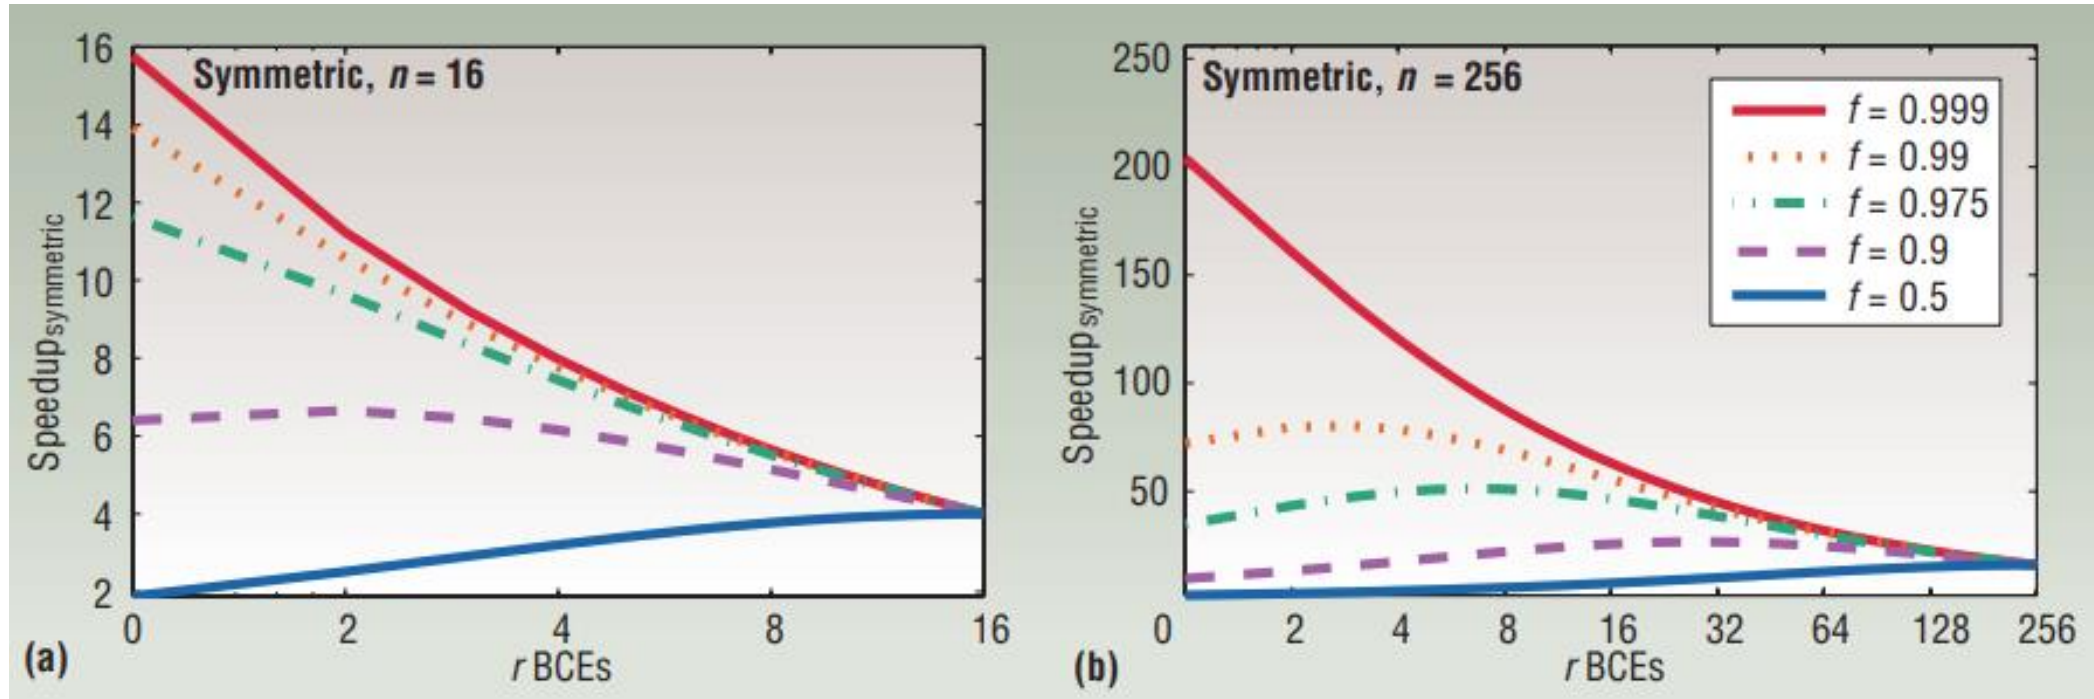 Symmetric, n = 16
16
14
12
10
8
6
4
2
Speedup symmetric
0 2 4 8 16
r BCEs
(a)
Symmetric, n = 256
250
200
150
100
50
0 2 4 8 16 32 64 128 256
Speedup symmetric
r BCEs
(b)
f = 0.999
f = 0.99
f = 0.975
f = 0.9
f = 0.5